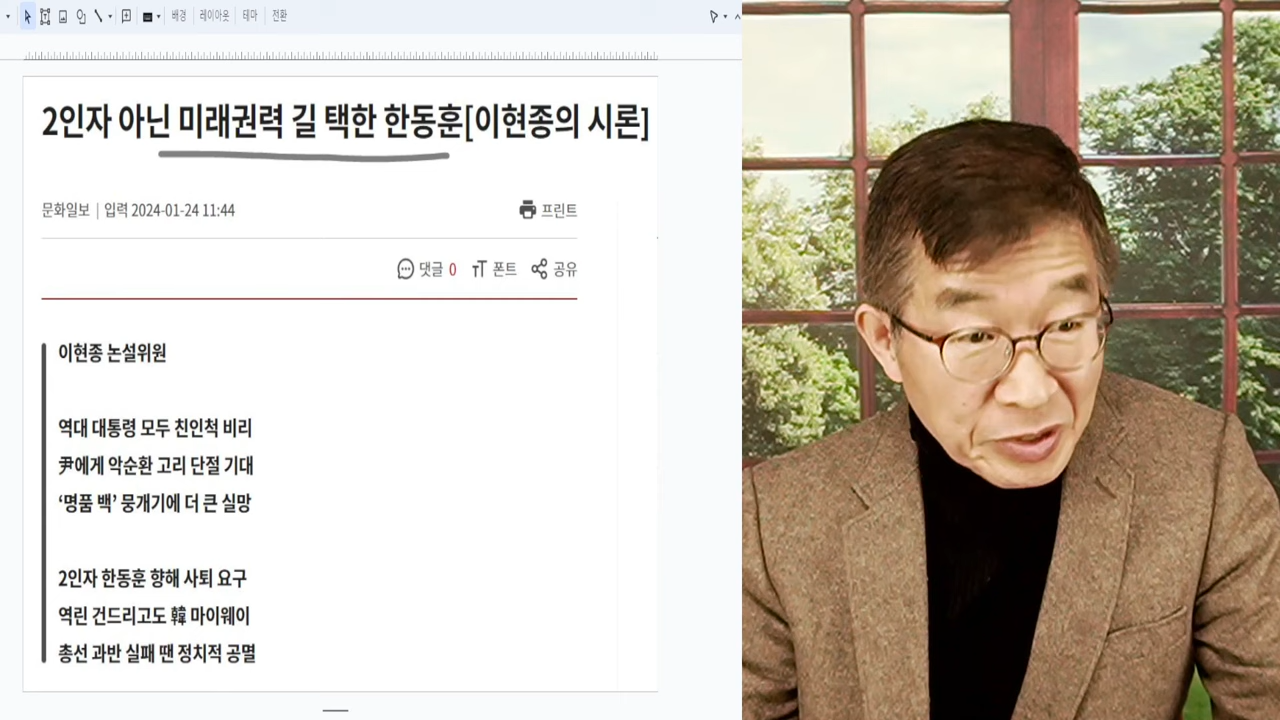 배경 레이아웃 테마 전환
2인자 아닌 미래권력 길 택한 한동훈[이현종의 시론]
문화일보 | 입력 2024-01-24 11:44
프린트
댓글 0 폰트 공유
이현종 논설위원
역대 대통령 모두 친인척 비리
尹에게 악순환 고리 단절 기대
‘명품 백’ 뭉개기에 더 큰 실망
2인자 한동훈 향해 사퇴 요구
역린 건드리고도 韓 마이웨이
총선 과반 실패 땐 정치적 공멸